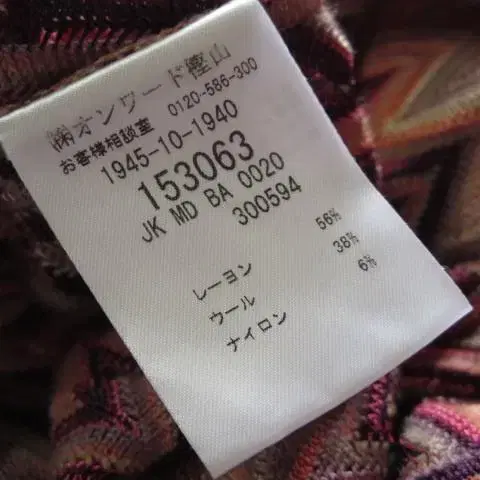 ㈱オンワード樫山
お客様相談室 0120-586-300
1945-10-1940
153063
JK MD BA 0020
300594
レーヨン 56%
ウール 38%
ナイロン 6%